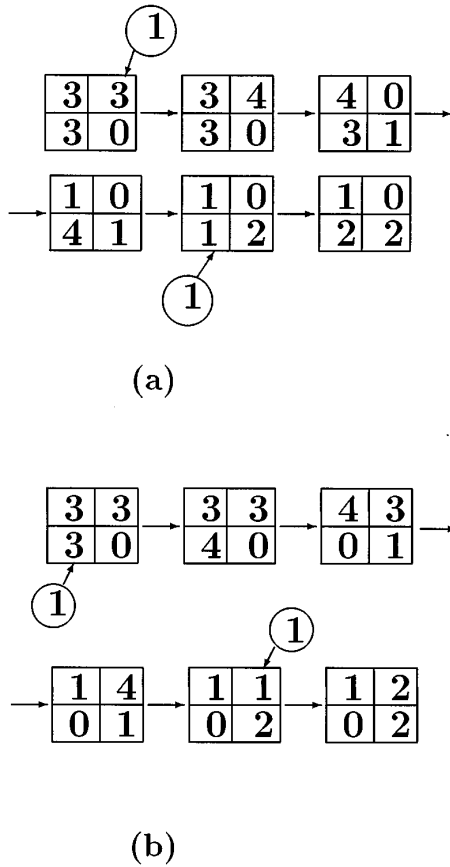 1
3 3 3 4 4 0
3 0 3 0 3 1
1 0 1 0 1 0
4 1 1 2 2 2
1
(a)
3 3 3 3 4 3
3 0 4 0 0 1
1
1
1 4 1 1 1 2
0 1 0 2 0 2
(b)